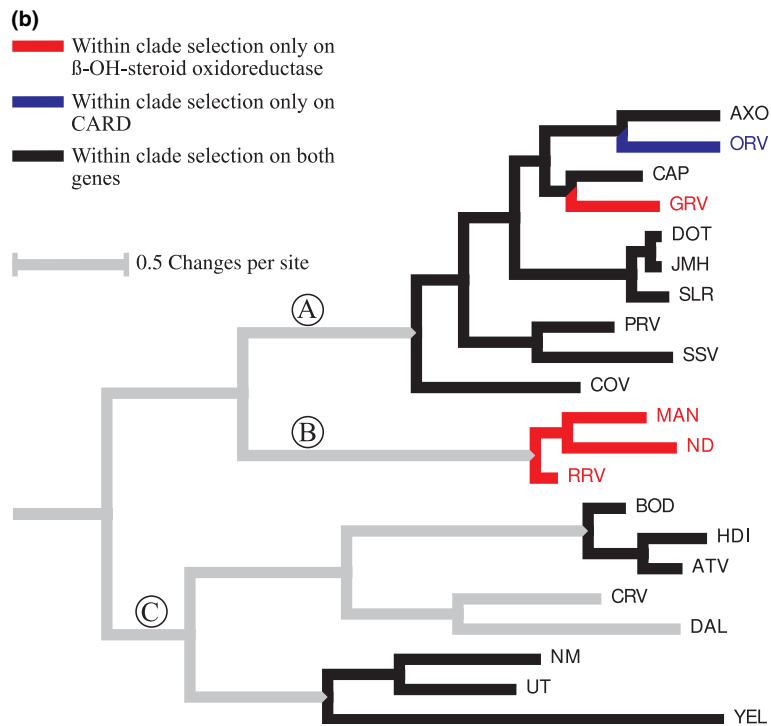 (b)
Within clade selection only on
ß-OH-steroid oxidoreductase
Within clade selection only on
CARD
Within clade selection on both
genes
0.5 Changes per site
AXO
ORV
CAP
GRV
DOT
JMH
SLR
A
PRV
SSV
COV
MAN
B
ND
RRV
BOD
HDI
ATV
CRV
C
DAL
NM
UT
YEL